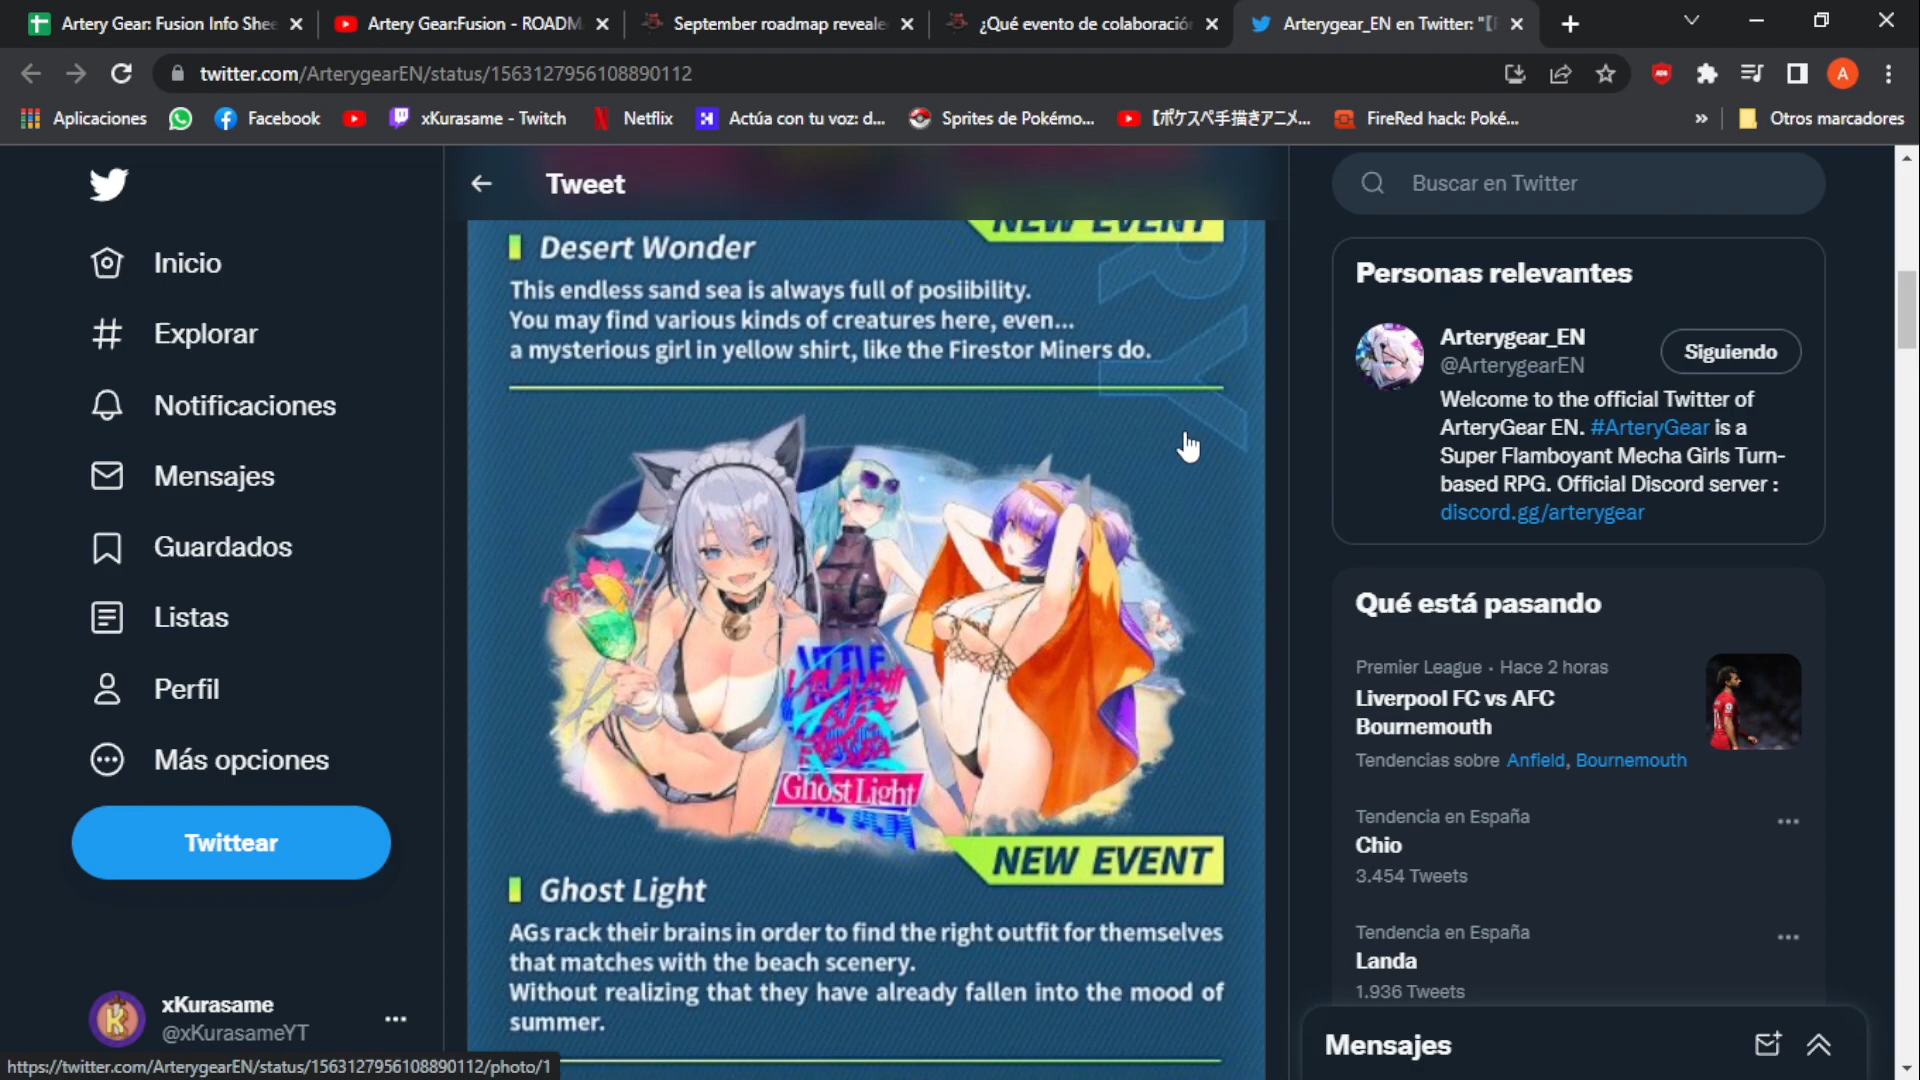 Artery Gear: Fusion Info Shee
Artery Gear:Fusion - ROADM
September roadmap reveale
¿Qué evento de colaboració
Arterygear_EN en Twitter: "【F
twitter.com/ArterygearEN/status/1563127956108890112
A
Aplicaciones
Facebook
xKurasame - Twitch
Netflix
Actúa con tu voz: d...
Sprites de Pokémo...
【ポケスペ手描きアニメ...
FireRed hack: Poké...
»
Otros marcadores
Tweet
Inicio
Explorar
Notificaciones
Mensajes
Guardados
Listas
Perfil
Más opciones
Twittear
xKurasame
@xKurasameYT
https://twitter.com/ArterygearEN/status/1563127956108890112/photo/1
NEW EVENT
Desert Wonder
This endless sand sea is always full of posiibility.
You may find various kinds of creatures here, even...
a mysterious girl in yellow shirt, like the Firestor Miners do.
Ghost Light
NEW EVENT
Ghost Light
AGs rack their brains in order to find the right outfit for themselves
that matches with the beach scenery.
Without realizing that they have already fallen into the mood of
summer.
Buscar en Twitter
Personas relevantes
Arterygear_EN
@ArterygearEN
Siguiendo
Welcome to the official Twitter of
ArteryGear EN. #ArteryGear is a
Super Flamboyant Mecha Girls Turn-
based RPG. Official Discord server :
discord.gg/arterygear
Qué está pasando
Premier League · Hace 2 horas
Liverpool FC vs AFC
Bournemouth
Tendencias sobre Anfield, Bournemouth
Tendencia en España
Chio
3.454 Tweets
Tendencia en España
Landa
1.936 Tweets
Mensajes